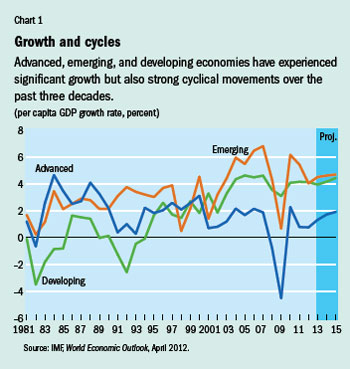 Chart 1
Growth and cycles
Advanced, emerging, and developing economies have experienced
significant growth but also strong cyclical movements over the
past three decades.
(per capita GDP growth rate, percent)
8
Proj.
6
Emerging
Advanced
4
2
0
-2
Developing
-4
-6
1981 83 85 87 89 91 93 95 97 99 2001 03 05 07 09 11 13 15
Source: IMF, World Economic Outlook, April 2012.